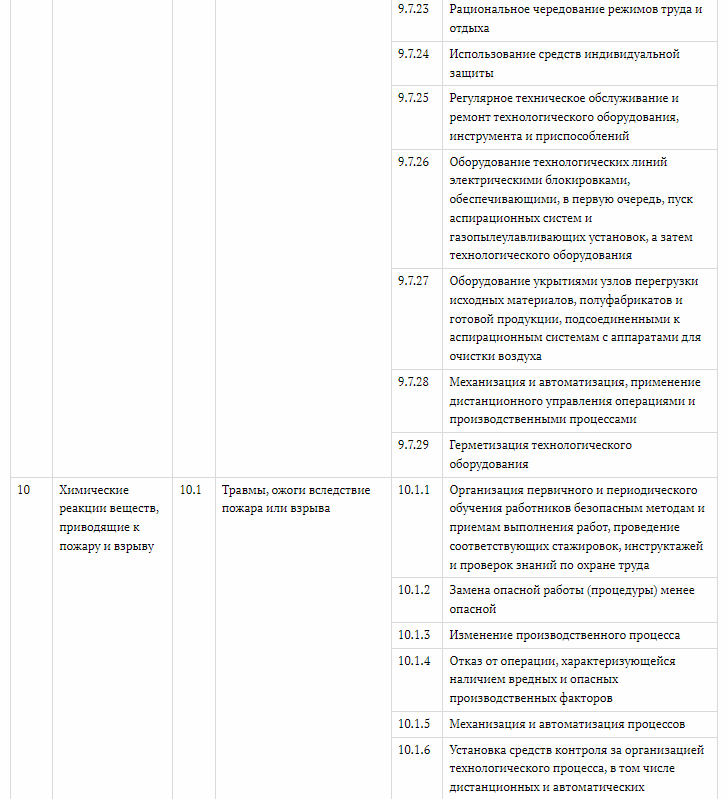 9.7.23 Рациональное чередование режимов труда и
отдыха
9.7.24 Использование средств индивидуальной
защиты
9.7.25 Регулярное техническое обслуживание и
ремонт технологического оборудования,
инструмента и приспособлений
9.7.26 Оборудование технологических линий
электрическими блокировками,
обеспечивающими, в первую очередь, пуск
аспирационных систем и
газопылеулавливающих установок, а затем
технологического оборудования
9.7.27 Оборудование укрытиями узлов перегрузки
исходных материалов, полуфабрикатов и
готовой продукции, подсоединенными к
аспирационным системам с аппаратами для
очистки воздуха
9.7.28 Механизация и автоматизация, применение
дистанционного управления операциями и
производственными процессами
9.7.29 Герметизация технологического
оборудования
10 Химические
реакции веществ,
приводящие к
пожару и взрыву
10.1 Травмы, ожоги вследствие
пожара или взрыва
10.1.1 Организация первичного и периодического
обучения работников безопасным методам и
приемам выполнения работ, проведение
соответствующих стажировок, инструктажей
и проверок знаний по охране труда
10.1.2 Замена опасной работы (процедуры) менее
опасной
10.1.3 Изменение производственного процесса
10.1.4 Отказ от операции, характеризующейся
наличием вредных и опасных
производственных факторов
10.1.5 Механизация и автоматизация процессов
10.1.6 Установка средств контроля за организацией
технологического процесса, в том числе
дистанционных и автоматических